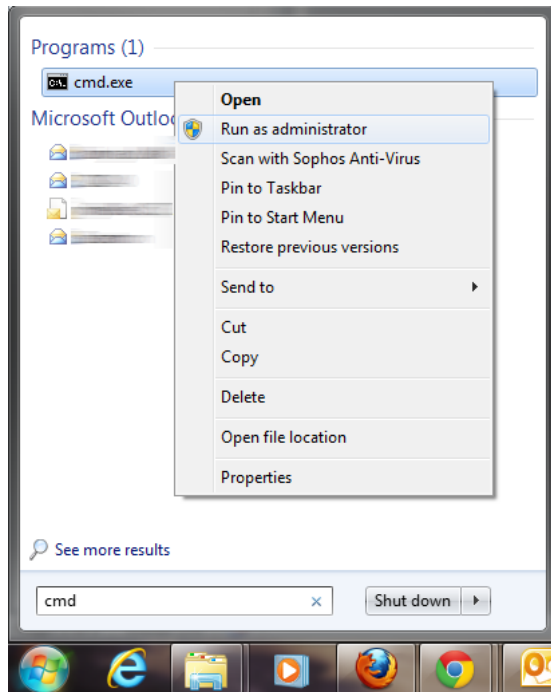 Programs (1)
cmd.exe
Microsoft Outloo
Open
Run as administrator
Scan with Sophos Anti-Virus
Pin to Taskbar
Pin to Start Menu
Restore previous versions
Send to
Cut
Copy
Delete
Open file location
Properties
See more results
cmd
Shut down